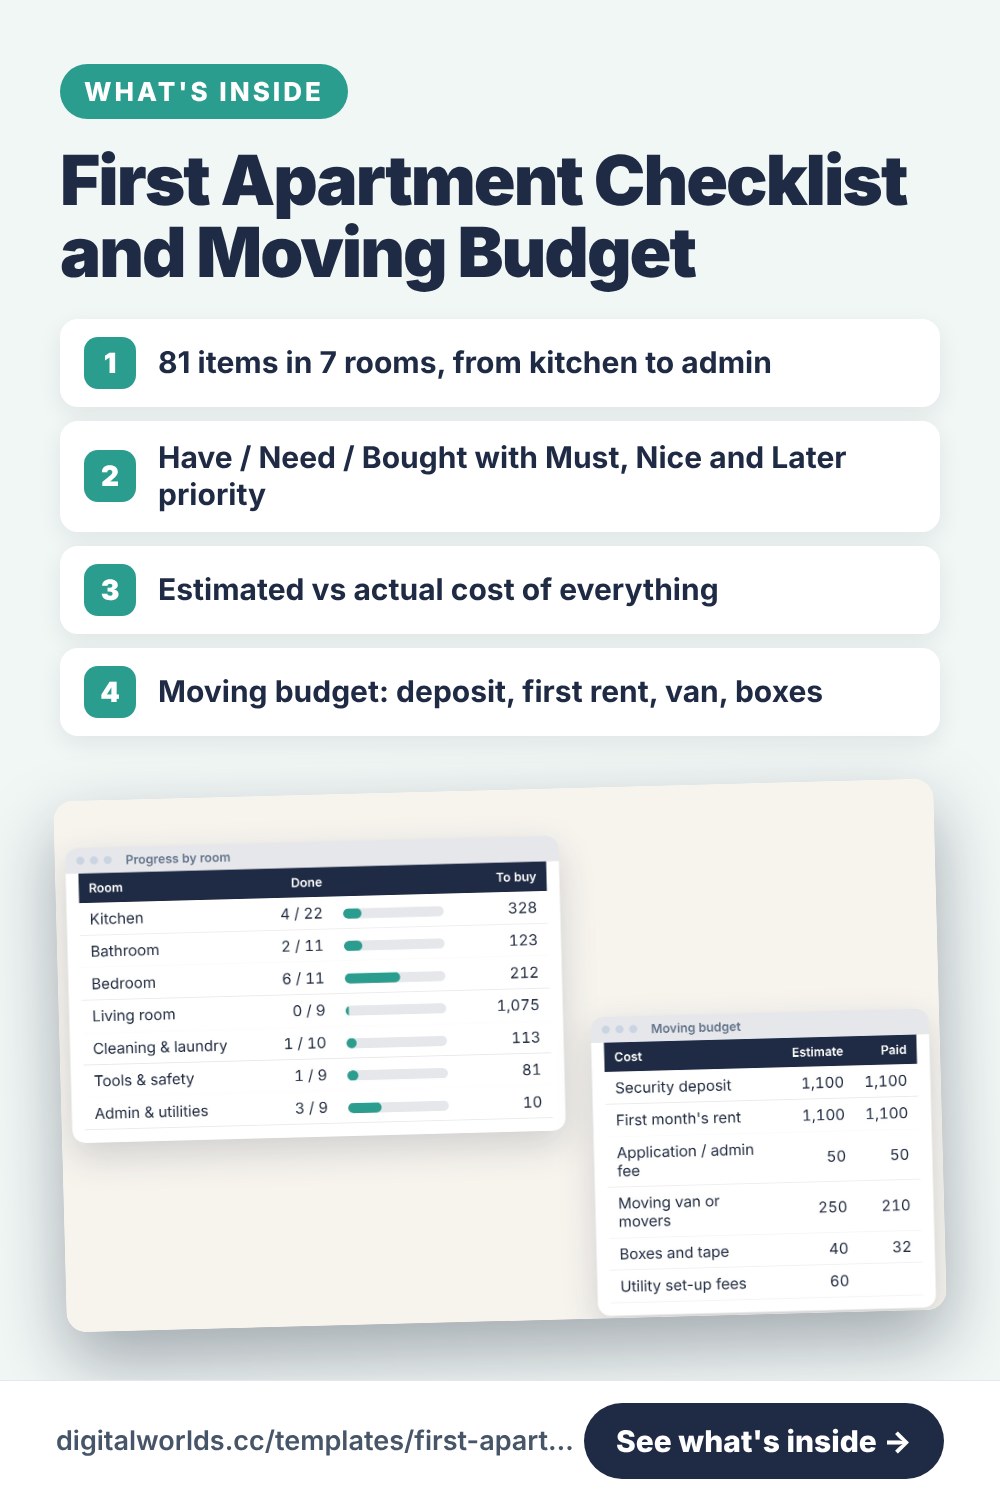 WHAT'S INSIDE
First Apartment Checklist
and Moving Budget
1 81 items in 7 rooms, from kitchen to admin
2 Have / Need / Bought with Must, Nice and Later
priority
3 Estimated vs actual cost of everything
4 Moving budget: deposit, first rent, van, boxes
Progress by room
Room Done To buy
Kitchen 4 / 22 328
Bathroom 2 / 11 123
Bedroom 6 / 11 212
Living room 0 / 9 1,075
Cleaning & laundry 1 / 10 113
Tools & safety 1 / 9 81
Admin & utilities 3 / 9 10
Moving budget
Cost Estimate Paid
Security deposit 1,100 1,100
First month's rent 1,100 1,100
Application / admin
fee 50 50
Moving van or
movers 250 210
Boxes and tape 40 32
Utility set-up fees 60
digitalworlds.cc/templates/first-apart...
See what's inside →